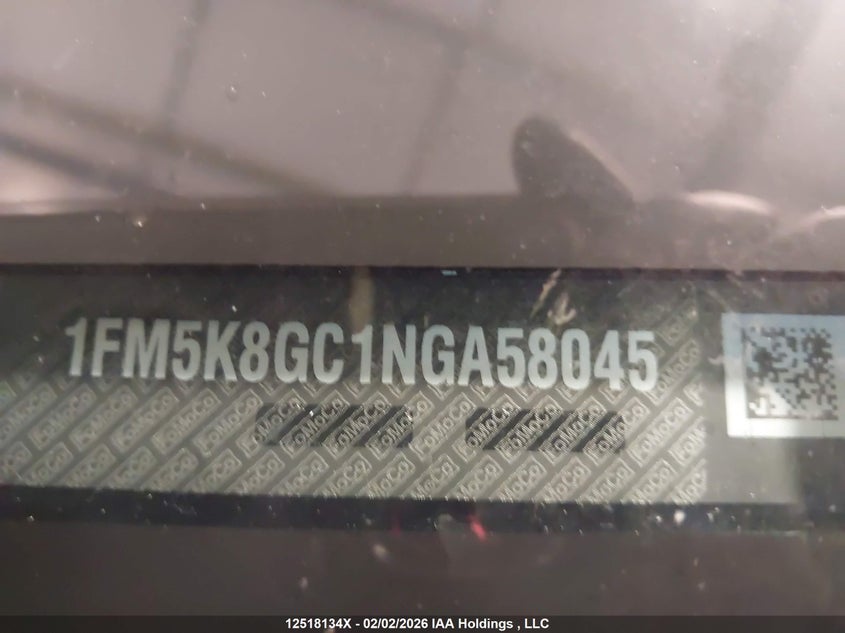 1FM5K8GC1NGA58045
12518134X - 02/02/2026 IAA Holdings , LLC